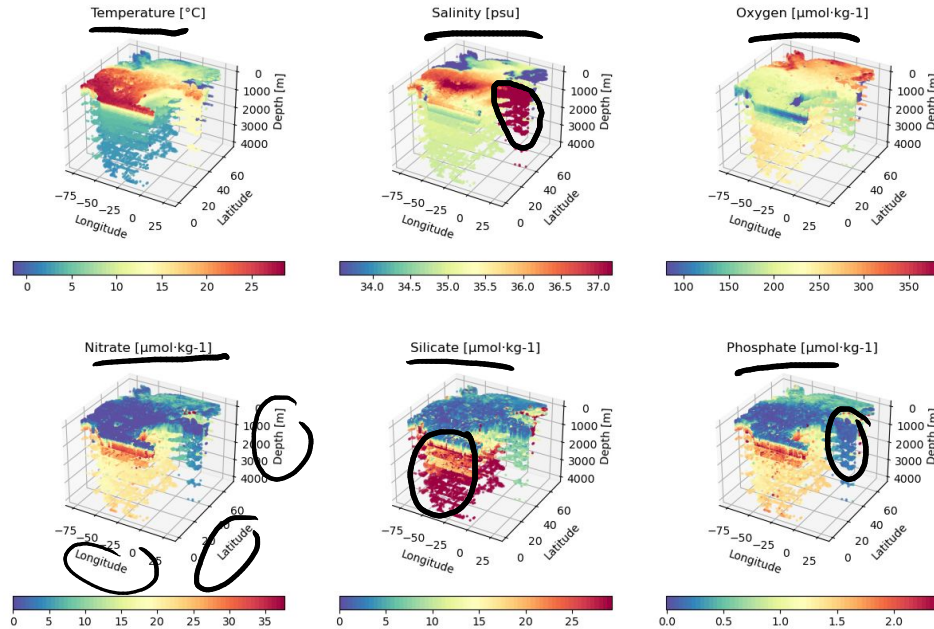 Temperature [°C]
0
1000
2000
3000
4000
Depth [m]
−75
−50
−25
0
25
Longitude
0
20
40
60
Latitude
0 5 10 15 20 25
Salinity [psu]
0
1000
2000
3000
4000
Depth [m]
−75
−50
−25
0
25
Longitude
0
20
40
60
Latitude
34.0 34.5 35.0 35.5 36.0 36.5 37.0
Oxygen [μmol·kg-1]
0
1000
2000
3000
4000
Depth [m]
−75
−50
−25
0
25
Longitude
0
20
40
60
Latitude
100 150 200 250 300 350
Nitrate [μmol·kg-1]
0
1000
2000
3000
4000
Depth [m]
−75
−50
−25
0
25
Longitude
0
20
40
60
Latitude
0 5 10 15 20 25 30 35
Silicate [μmol·kg-1]
0
1000
2000
3000
4000
Depth [m]
−75
−50
−25
0
25
Longitude
0
20
40
60
Latitude
0 5 10 15 20 25
Phosphate [μmol·kg-1]
0
1000
2000
3000
4000
Depth [m]
−75
−50
−25
0
25
Longitude
0
20
40
60
Latitude
0.0 0.5 1.0 1.5 2.0